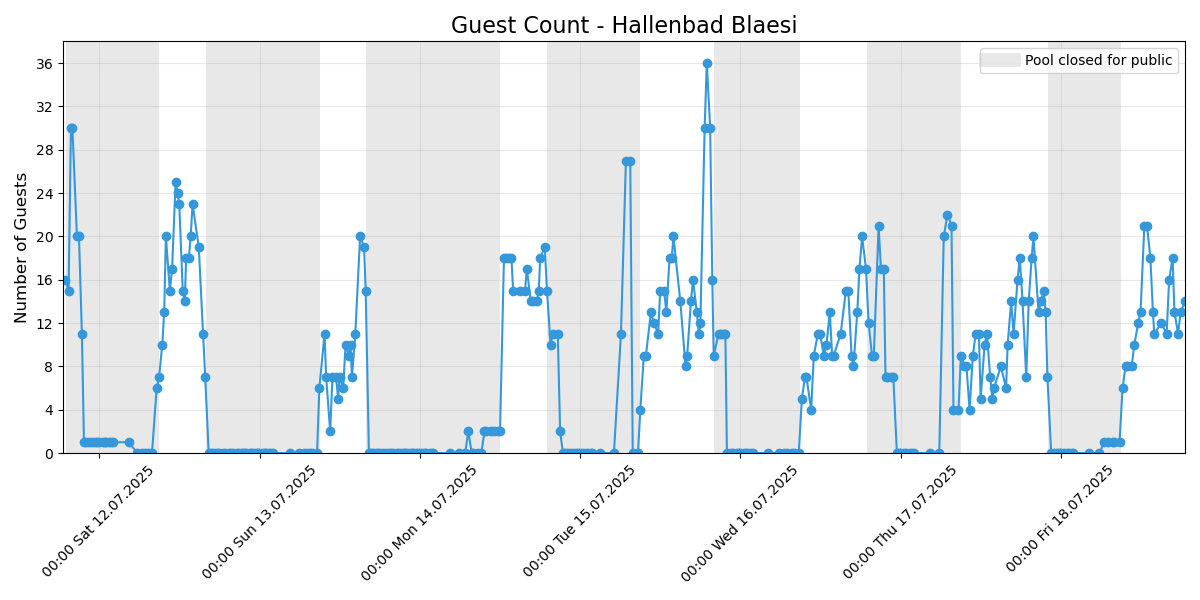 Guest Count - Hallenbad Blaesi
Pool closed for public
Number of Guests
36
32
28
24
20
16
12
8
4
0
00:00 Sat 12.07.2025
00:00 Sun 13.07.2025
00:00 Mon 14.07.2025
00:00 Tue 15.07.2025
00:00 Wed 16.07.2025
00:00 Thu 17.07.2025
00:00 Fri 18.07.2025